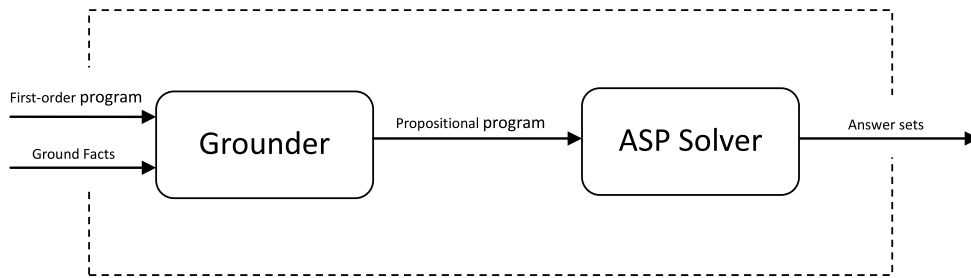 First-order program
Ground Facts
Grounder
Propositional program
ASP Solver
Answer sets